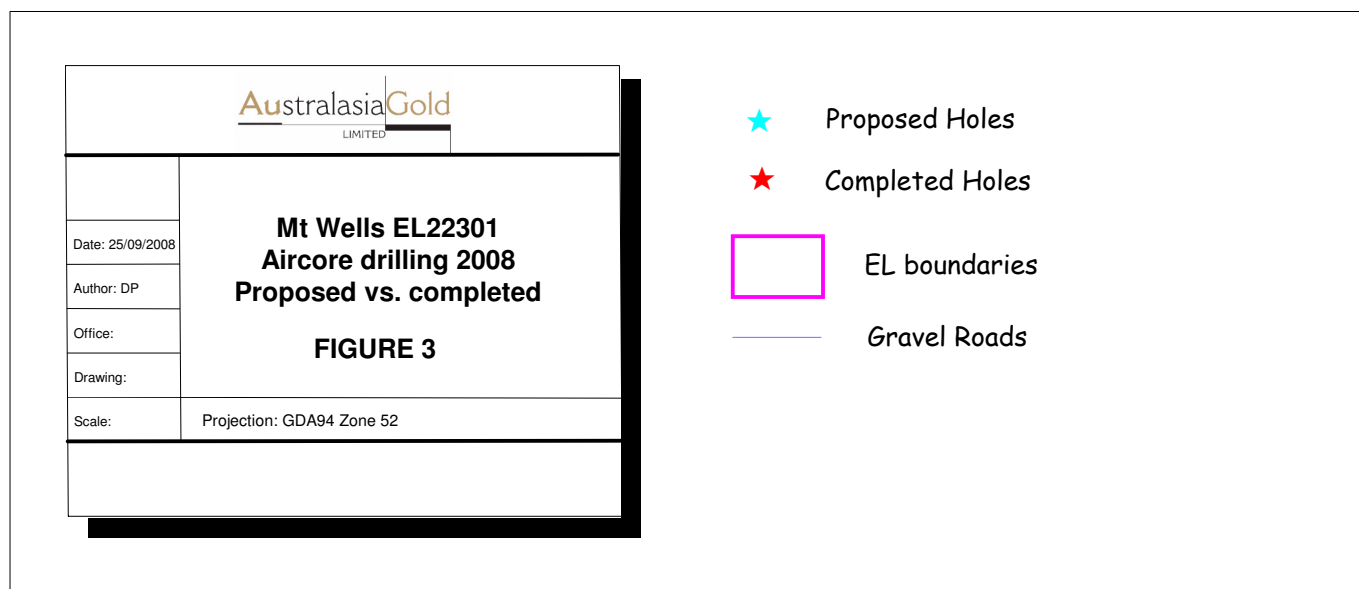 AustralasiaGold
LIMITED
Date: 25/09/2008
Author: DP
Office:
Drawing:
Scale:
Mt Wells EL22301
Aircore drilling 2008
Proposed vs. completed
FIGURE 3
Projection: GDA94 Zone 52
Proposed Holes
Completed Holes
EL boundaries
Gravel Roads